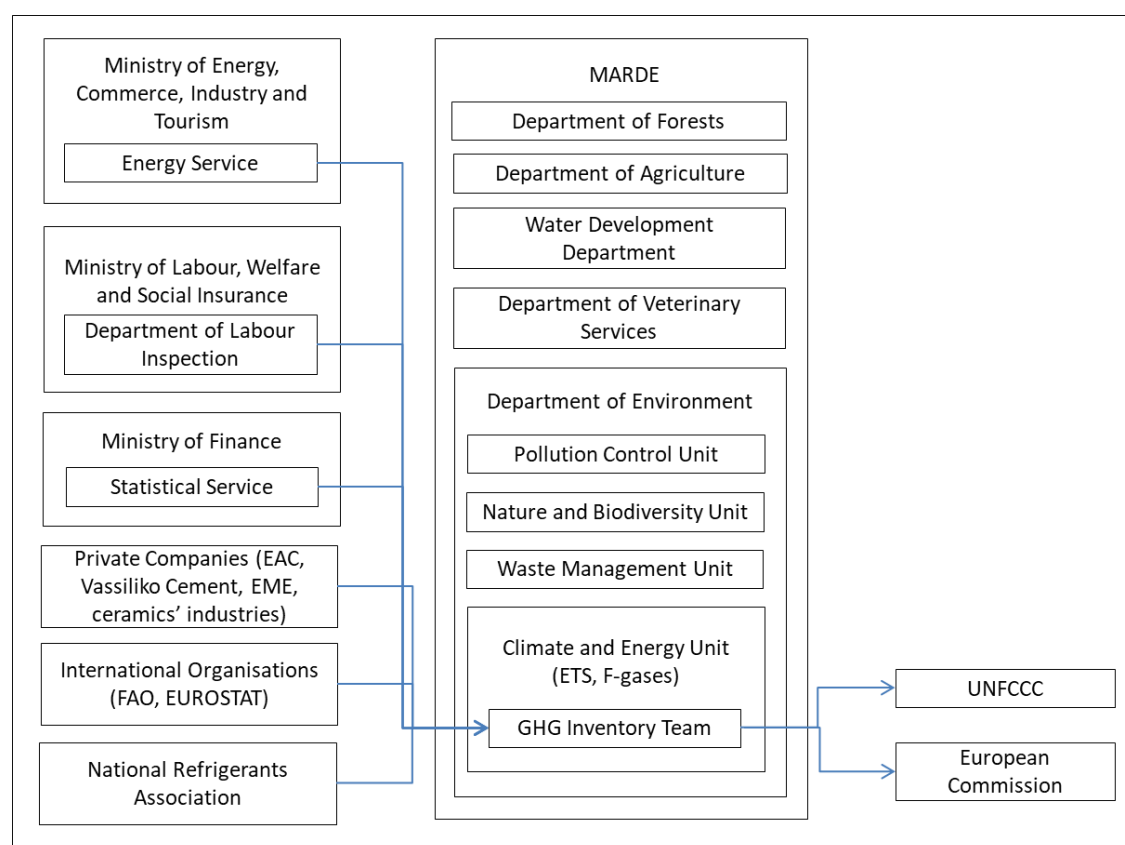 Ministry of Energy,
Commerce, Industry and
Tourism
Energy Service
Ministry of Labour, Welfare
and Social Insurance
Department of Labour
Inspection
Ministry of Finance
Statistical Service
Private Companies (EAC,
Vassiliko Cement, EME,
ceramics’ industries)
International Organisations
(FAO, EUROSTAT)
National Refrigerants
Association
MARDE
Department of Forests
Department of Agriculture
Water Development
Department
Department of Veterinary
Services
Department of Environment
Pollution Control Unit
Nature and Biodiversity Unit
Waste Management Unit
Climate and Energy Unit
(ETS, F-gases)
GHG Inventory Team
UNFCCC
European
Commission